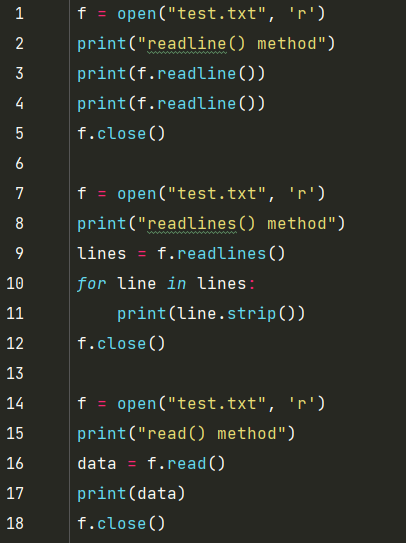 1 f = open("test.txt", 'r')
2 print("readline() method")
3 print(f.readline())
4 print(f.readline())
5 f.close()
6
7 f = open("test.txt", 'r')
8 print("readlines() method")
9 lines = f.readlines()
10 for line in lines:
11     print(line.strip())
12 f.close()
13
14 f = open("test.txt", 'r')
15 print("read() method")
16 data = f.read()
17 print(data)
18 f.close()